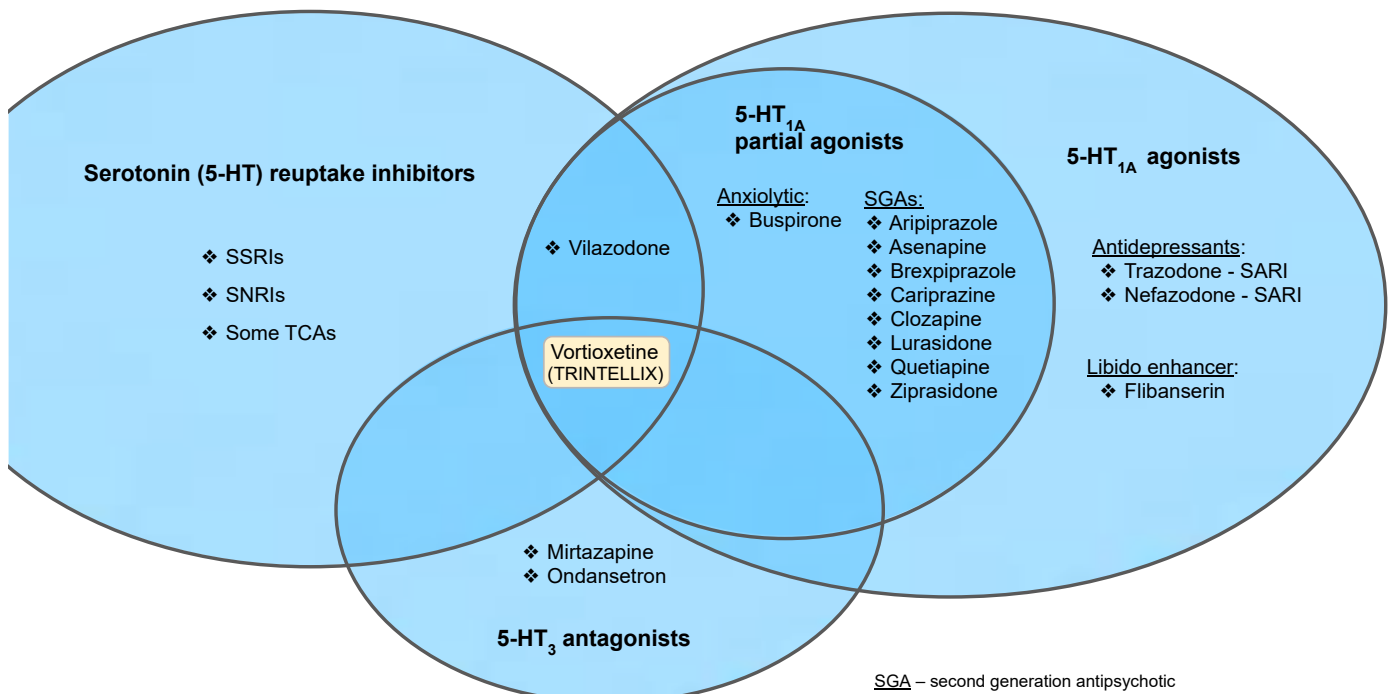 Serotonin (5-HT) reuptake inhibitors
❖ SSRIs
❖ SNRIs
❖ Some TCAs
❖ Vilazodone
Vortioxetine
(TRINTELLIX)
5-HT1A
partial agonists
Anxiolytic:
❖ Buspirone
SGAs:
❖ Aripiprazole
❖ Asenapine
❖ Brexpiprazole
❖ Cariprazine
❖ Clozapine
❖ Lurasidone
❖ Quetiapine
❖ Ziprasidone
5-HT1A agonists
Antidepressants:
❖ Trazodone - SARI
❖ Nefazodone - SARI
Libido enhancer:
❖ Flibanserin
❖ Mirtazapine
❖ Ondansetron
5-HT3 antagonists
SGA – second generation antipsychotic